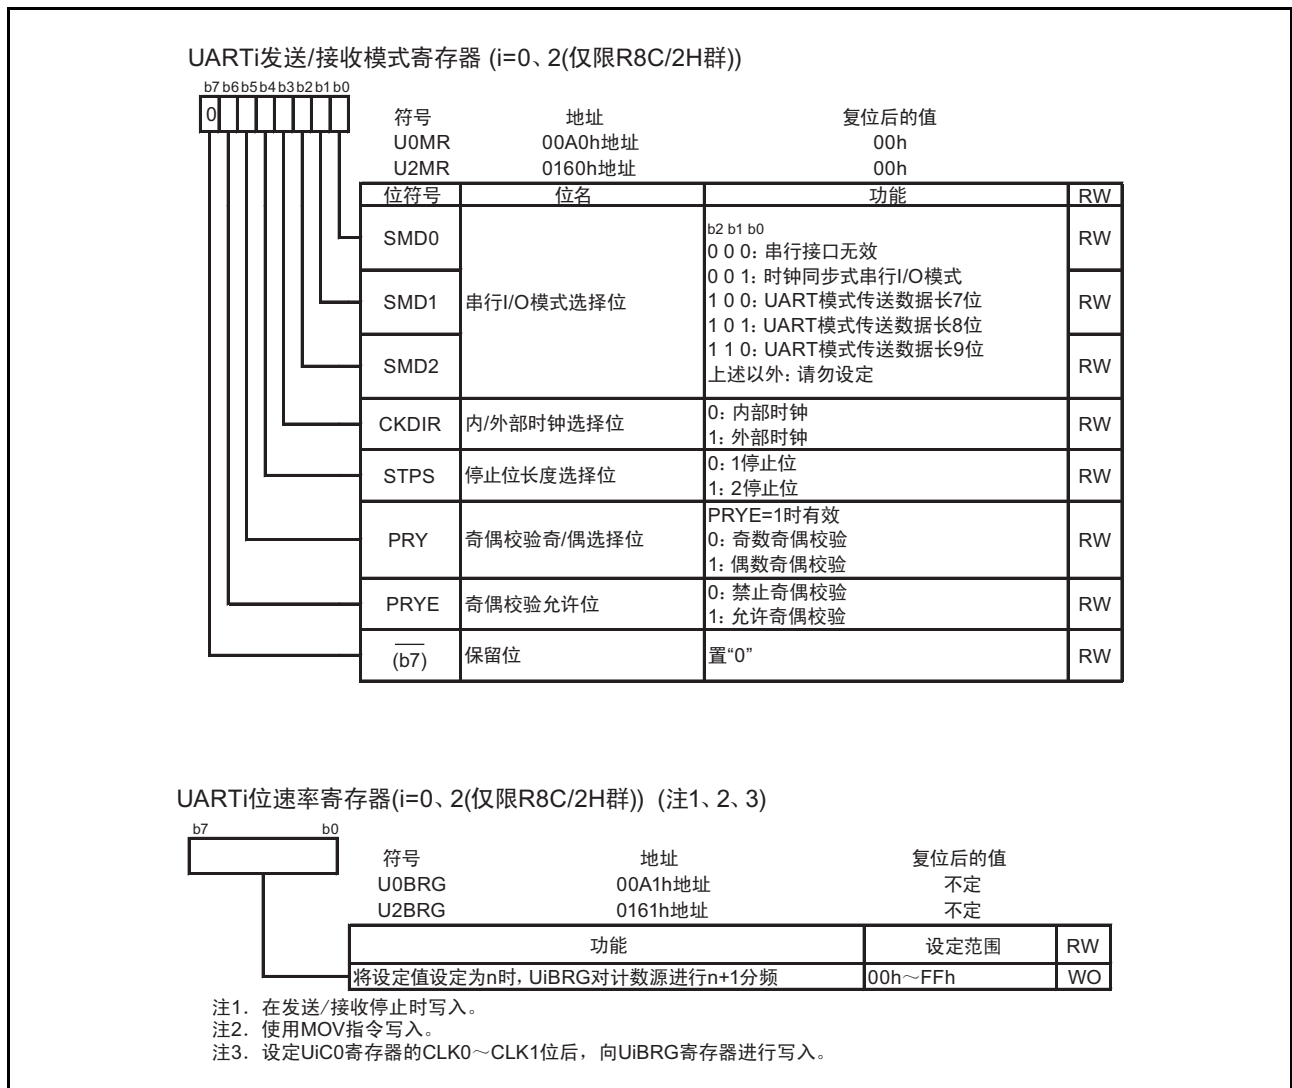 UARTi发送/接收模式寄存器 (i=0、2(仅限R8C/2H群))
b7 b6 b5 b4 b3 b2 b1 b0
0
符号 地址 复位后的值
U0MR 00A0h地址 00h
U2MR 0160h地址 00h
位符号 位名 功能 RW
SMD0 串行I/O模式选择位 b2 b1 b0 RW
0 0 0: 串行接口无效
0 0 1: 时钟同步式串行I/O模式
SMD1 1 0 0: UART模式传送数据长7位 RW
1 0 1: UART模式传送数据长8位
1 1 0: UART模式传送数据长9位
SMD2 上述以外: 请勿设定 RW
CKDIR 内/外部时钟选择位 0: 内部时钟 RW
1: 外部时钟
STPS 停止位长度选择位 0: 1停止位 RW
1: 2停止位
PRY 奇偶校验奇/偶选择位 PRYE=1时有效 RW
0: 奇数奇偶校验
1: 偶数奇偶校验
PRYE 奇偶校验允许位 0: 禁止奇偶校验 RW
1: 允许奇偶校验
(b7) 保留位 置“0” RW
UARTi位速率寄存器(i=0、2(仅限R8C/2H群)) (注1、2、3)
b7 b0
符号 地址 复位后的值
U0BRG 00A1h地址 不定
U2BRG 0161h地址 不定
功能 设定范围 RW
将设定值设定为n时, UiBRG对计数源进行n+1分频 00h～FFh WO
注1. 在发送/接收停止时写入。
注2. 使用MOV指令写入。
注3. 设定UiC0寄存器的CLK0～CLK1位后，向UiBRG寄存器进行写入。